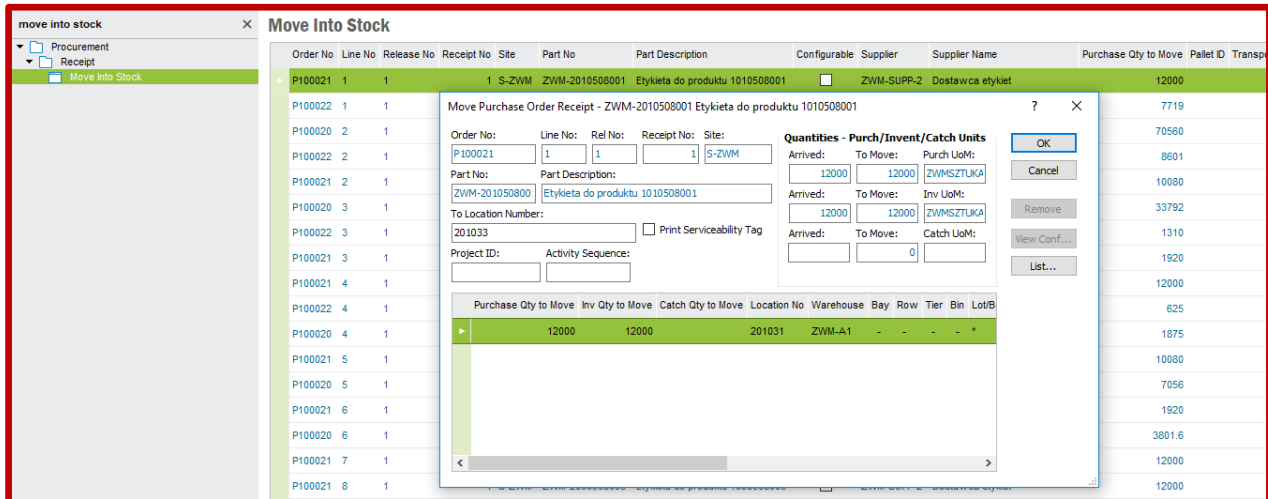 move into stock
Procurement
Receipt
Move Into Stock
Move Into Stock
Order No Line No Release No Receipt No Site Part No Part Description Configurable Supplier Supplier Name Purchase Qty to Move Pallet ID Transpo
P100021 1 1 1 S-ZWM ZWM-2010508001 Etykieta do produktu 1010508001 ZWM-SUPP-2 Dostawca etykiet 12000
P100022 1 1 7719
P100020 2 1 70560
P100022 2 1 8601
P100021 2 1 10080
P100020 3 1 33792
P100022 3 1 1310
P100021 3 1 1920
P100021 4 1 12000
P100022 4 1 625
P100020 4 1 1875
P100021 5 1 10080
P100020 5 1 7056
P100021 6 1 1920
P100020 6 1 3801.6
P100021 7 1 12000
P100021 8 1 12000
Move Purchase Order Receipt - ZWM-2010508001 Etykieta do produktu 1010508001 ?
Order No: Line No: Rel No: Receipt No: Site:
P100021 1 1 1 S-ZWM
Part No: Part Description:
ZWM-201050800 Etykieta do produktu 1010508001
To Location Number:
201033 Print Serviceability Tag
Project ID: Activity Sequence:
Quantities - Purch/Invent/Catch Units
Arrived: To Move: Purch UoM:
12000 12000 ZWMSZTUKA
Arrived: To Move: Inv UoM:
12000 12000 ZWMSZTUKA
Arrived: To Move: Catch UoM:
0
OK
Cancel
Remove
View Conf...
List...
Purchase Qty to Move Inv Qty to Move Catch Qty to Move Location No Warehouse Bay Row Tier Bin Lot/B
12000 12000 201031 ZWM-A1 - - - - *